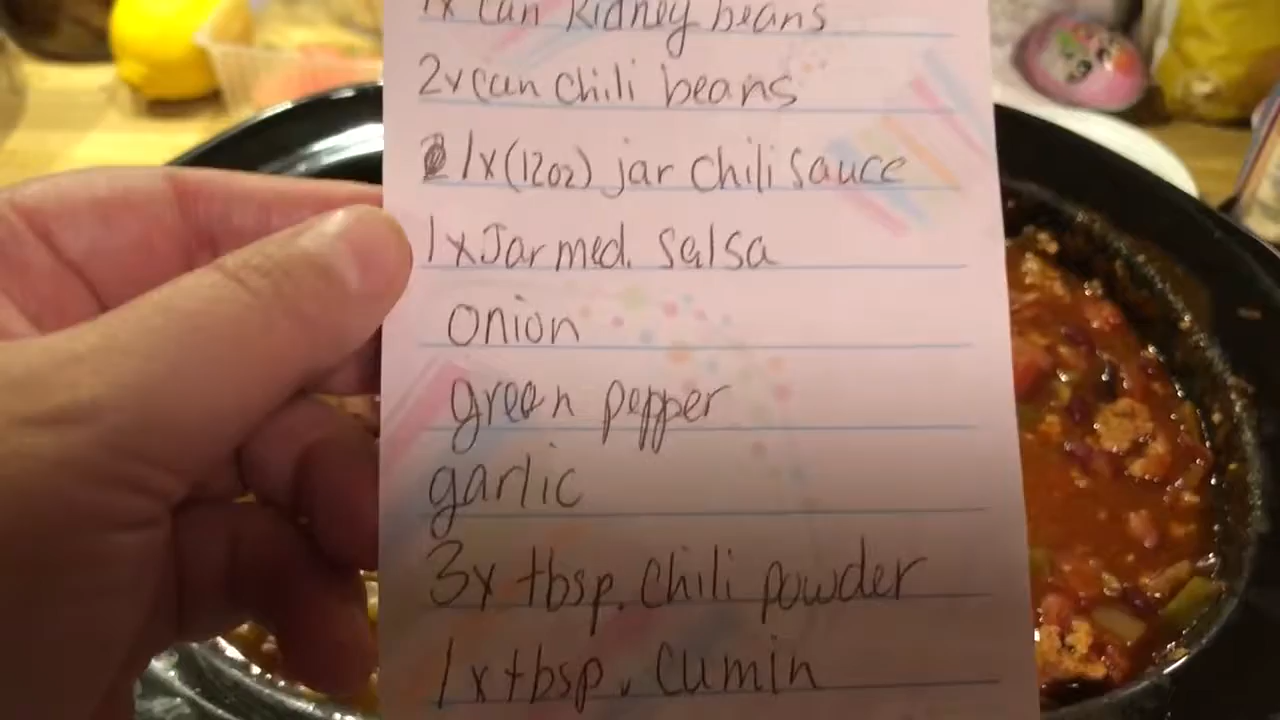 1x can kidney beans
2x can chili beans
1x (12oz) jar chili sauce
1x Jar med. salsa
onion
green pepper
garlic
3x tbsp. chili powder
1x tbsp. cumin